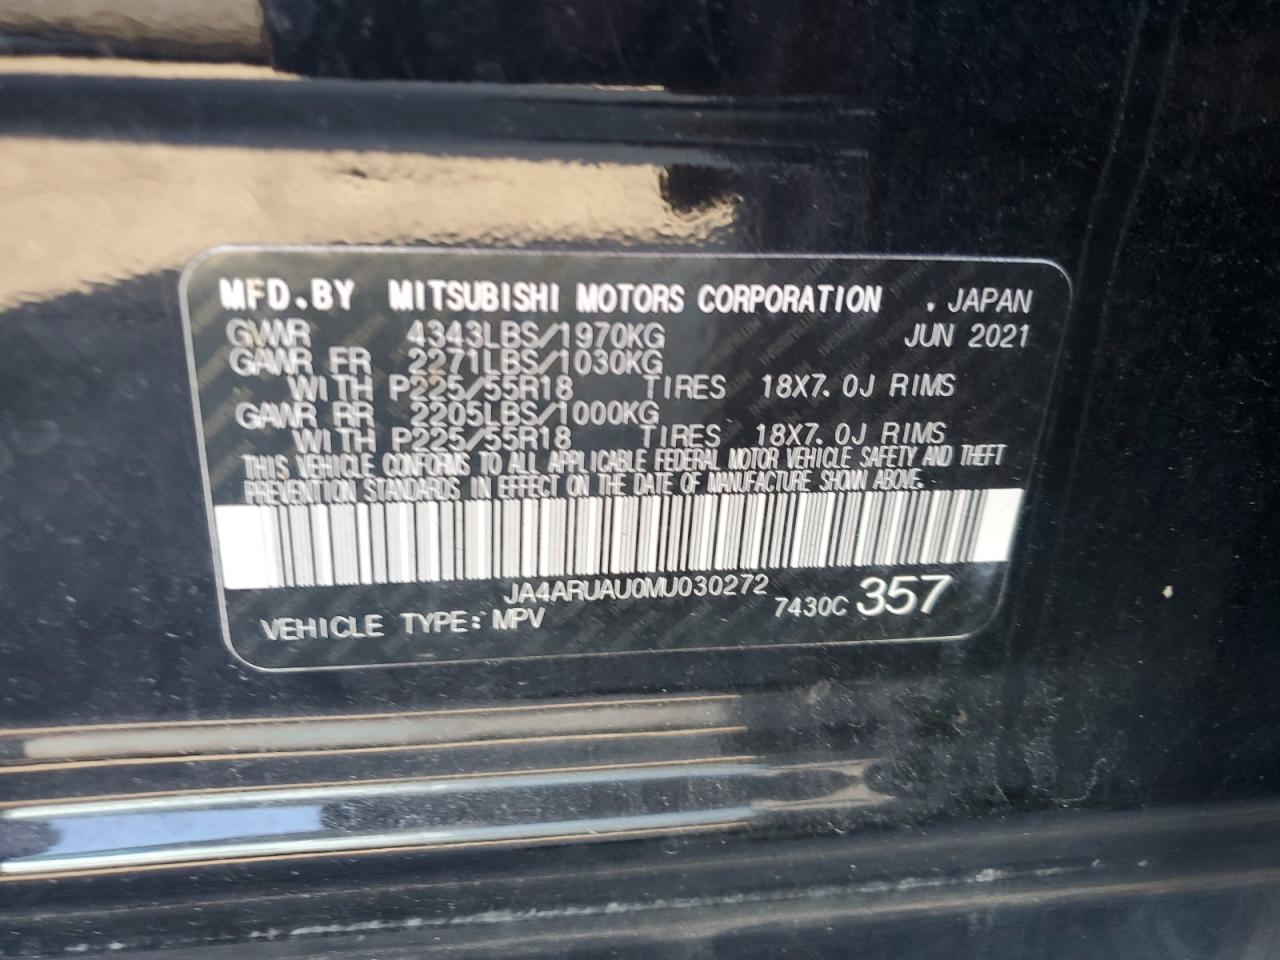 MFD.BY MITSUBISHI MOTORS CORPORATION . JAPAN
GVWR 4343LBS/1970KG JUN 2021
GAWR FR 2271LBS/1030KG
WITH P225/55R18 TIRES 18X7.0J RIMS
GAWR RR 2205LBS/1000KG
WITH P225/55R18 TIRES 18X7.0J RIMS
THIS VEHICLE CONFORMS TO ALL APPLICABLE FEDERAL MOTOR VEHICLE SAFETY AND THEFT
PREVENTION STANDARDS IN EFFECT ON THE DATE OF MANUFACTURE SHOWN ABOVE.
JA4ARUAU0MU030272
VEHICLE TYPE: MPV 7430C 357